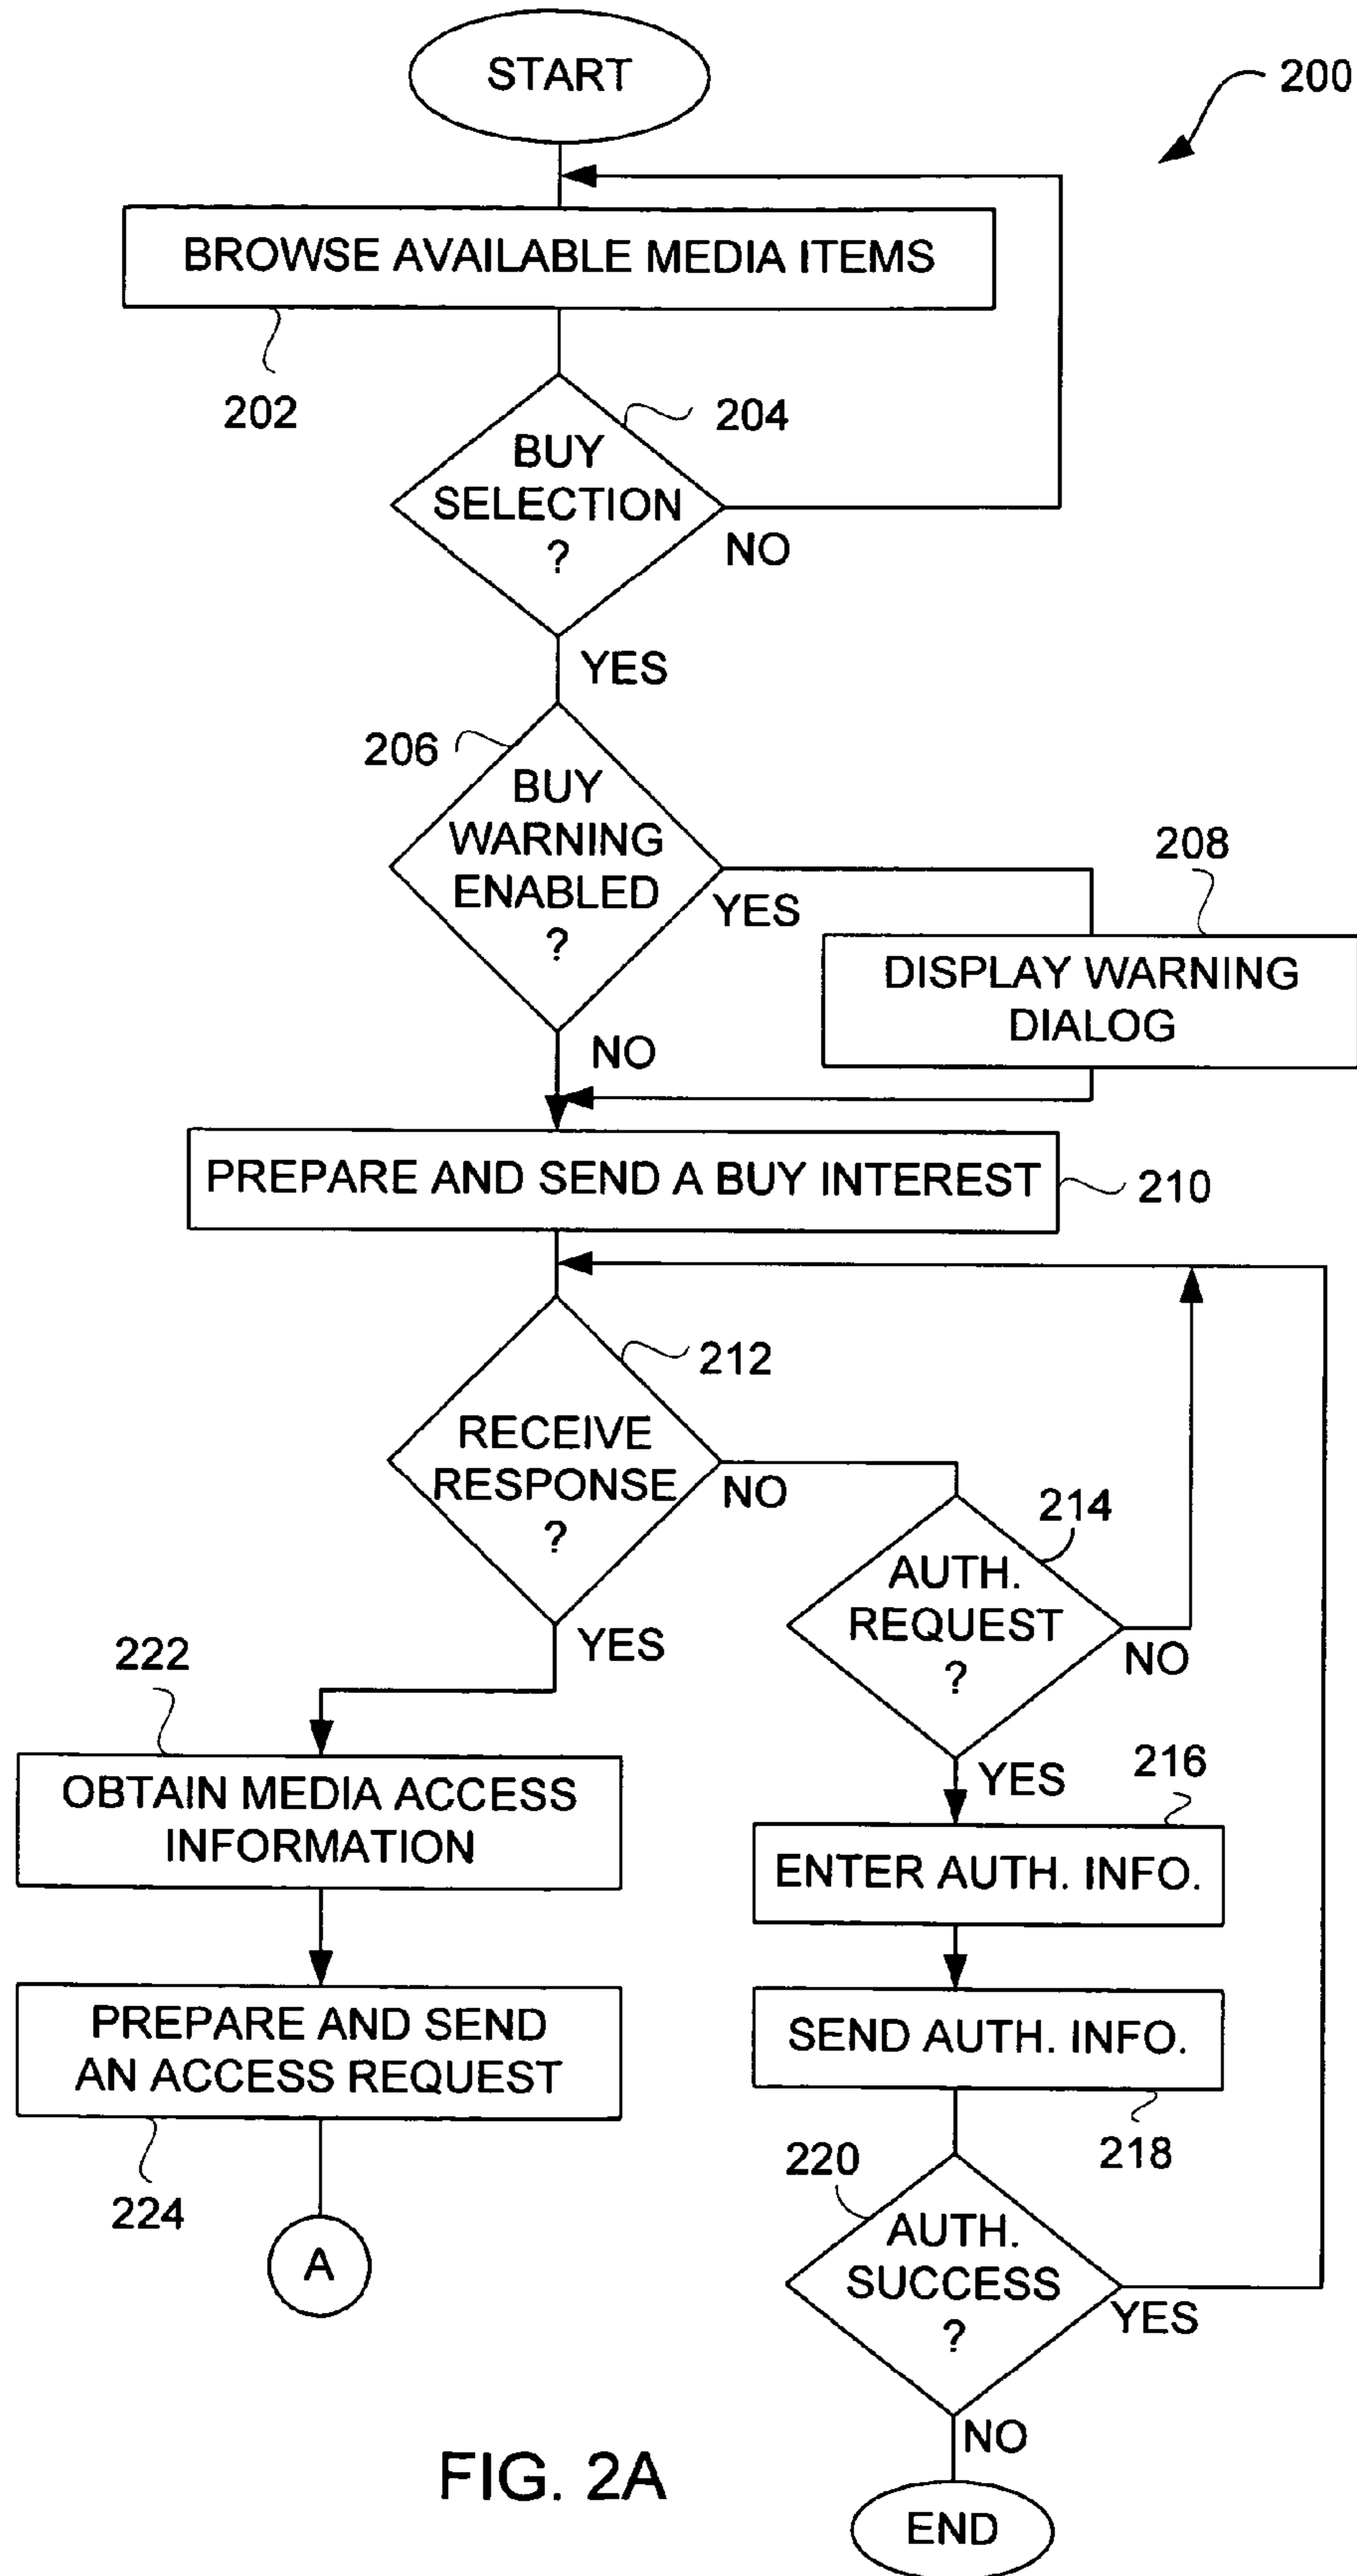 START
200
BROWSE AVAILABLE MEDIA ITEMS
202
204
BUY
SELECTION
?
NO
YES
206
BUY
WARNING
ENABLED
?
YES
208
DISPLAY WARNING
DIALOG
NO
PREPARE AND SEND A BUY INTEREST
210
212
RECEIVE
RESPONSE
?
NO
214
AUTH.
REQUEST
?
NO
YES
222
OBTAIN MEDIA ACCESS
INFORMATION
YES
216
ENTER AUTH. INFO.
PREPARE AND SEND
AN ACCESS REQUEST
224
A
SEND AUTH. INFO.
218
220
AUTH.
SUCCESS
?
YES
NO
END
FIG. 2A